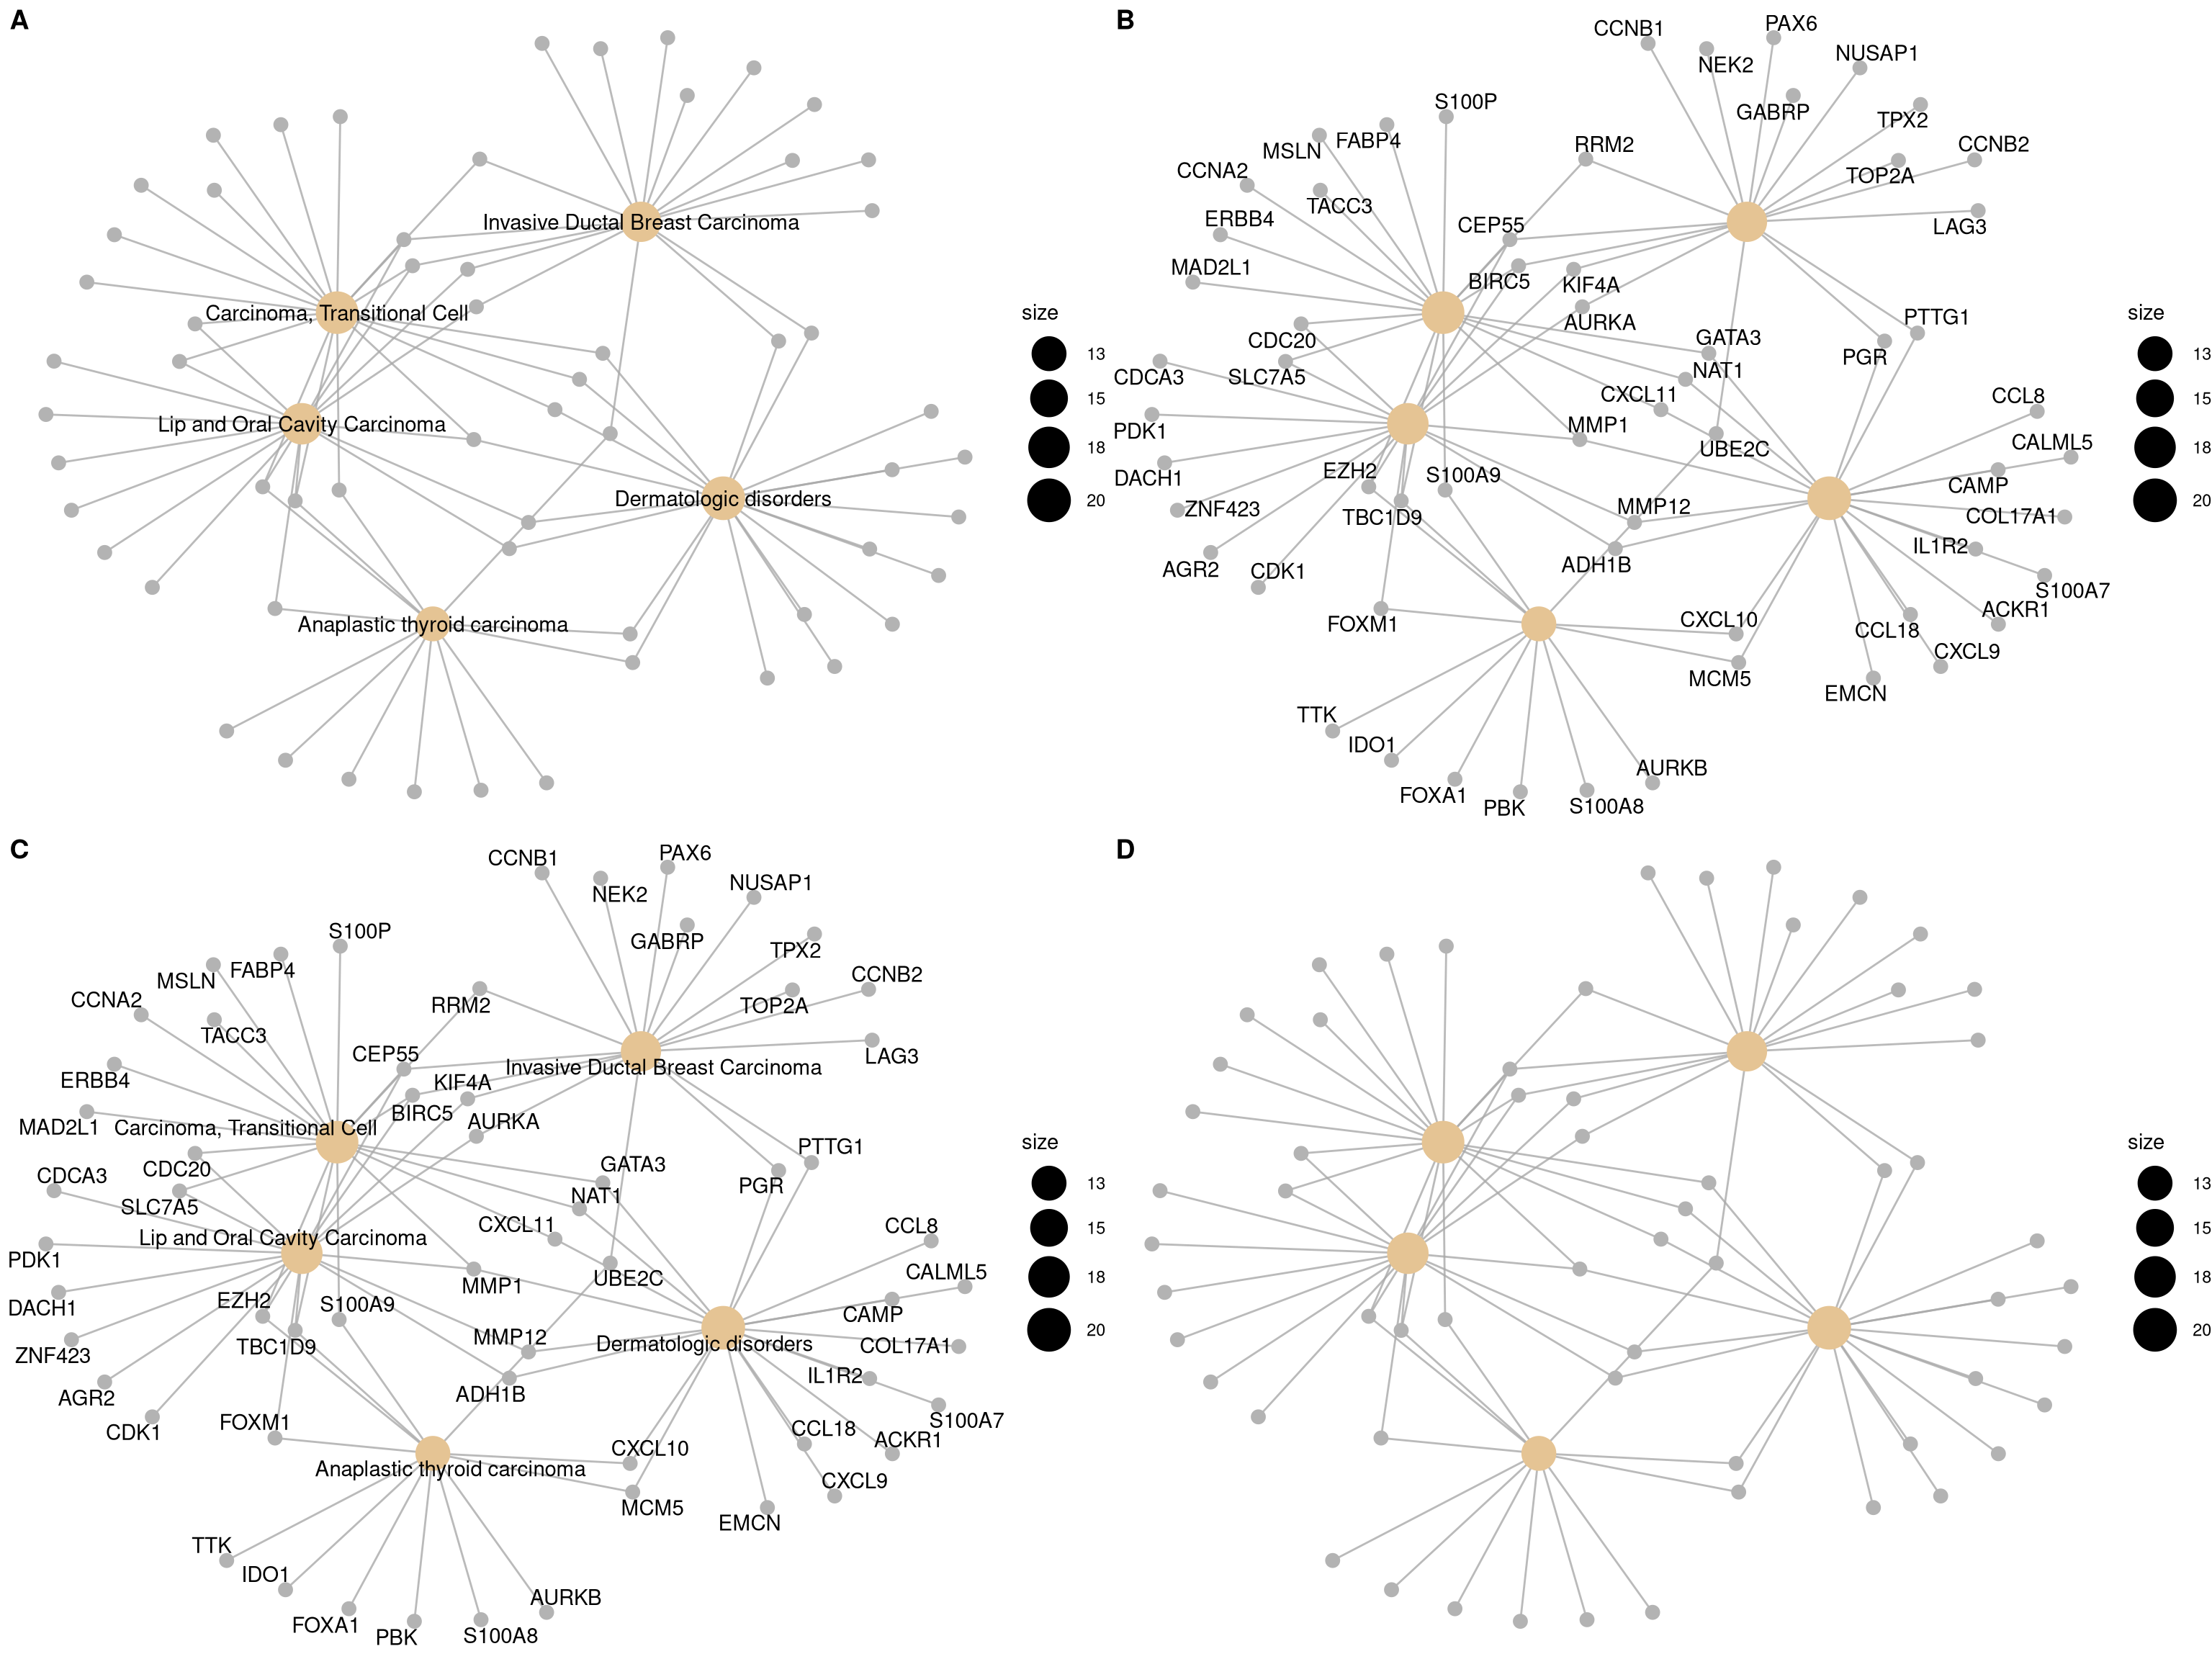 A
Invasive Ductal Breast Carcinoma
Carcinoma, Transitional Cell
Lip and Oral Cavity Carcinoma
Dermatologic disorders
Anaplastic thyroid carcinoma
size
13
15
18
20
B
CCNB1
PAX6
NEK2
NUSAP1
GABRP
S100P
TPX2
FABP4
RRM2
CCNB2
MSLN
CCNA2
TOP2A
TACC3
ERBB4
CEP55
LAG3
MAD2L1
BIRC5
KIF4A
AURKA
PTTG1
CDC20
GATA3
PGR
CDCA3
SLC7A5
NAT1
CXCL11
CCL8
PDK1
MMP1
UBE2C
CALML5
DACH1
EZH2
S100A9
CAMP
ZNF423
TBC1D9
MMP12
COL17A1
IL1R2
AGR2
CDK1
ADH1B
S100A7
FOXM1
CXCL10
ACKR1
CCL18
CXCL9
MCM5
EMCN
TTK
IDO1
AURKB
FOXA1
PBK
S100A8
size
13
15
18
20
C
CCNB1
PAX6
NEK2
NUSAP1
S100P
GABRP
TPX2
FABP4
MSLN
CCNB2
CCNA2
RRM2
TOP2A
TACC3
CEP55
LAG3
Invasive Ductal Breast Carcinoma
ERBB4
KIF4A
BIRC5
AURKA
MAD2L1
Carcinoma, Transitional Cell
PTTG1
CDC20
GATA3
CDCA3
PGR
NAT1
SLC7A5
CXCL11
CCL8
Lip and Oral Cavity Carcinoma
PDK1
CALML5
UBE2C
MMP1
EZH2
S100A9
DACH1
CAMP
MMP12
Dermatologic disorders
COL17A1
TBC1D9
ZNF423
IL1R2
ADH1B
AGR2
S100A7
FOXM1
CDK1
CCL18
ACKR1
CXCL10
Anaplastic thyroid carcinoma
CXCL9
MCM5
EMCN
TTK
IDO1
AURKB
FOXA1
PBK
S100A8
size
13
15
18
20
D
size
13
15
18
20